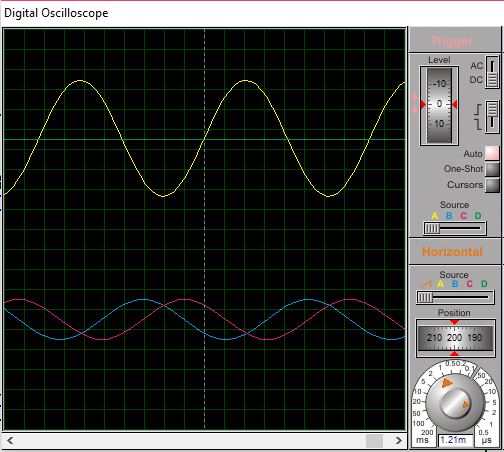 Digital Oscilloscope
Trigger
Level
AC
DC
-10
0
10
Auto
One-Shot
Cursors
Source
A B C D
Horizontal
Source
A B C D
Position
210 200 190
0.5 0.2
1 0.1
2 50
5 20
10 10
20 5
50 2
100 1
200 0.5
ms 1.21m µs